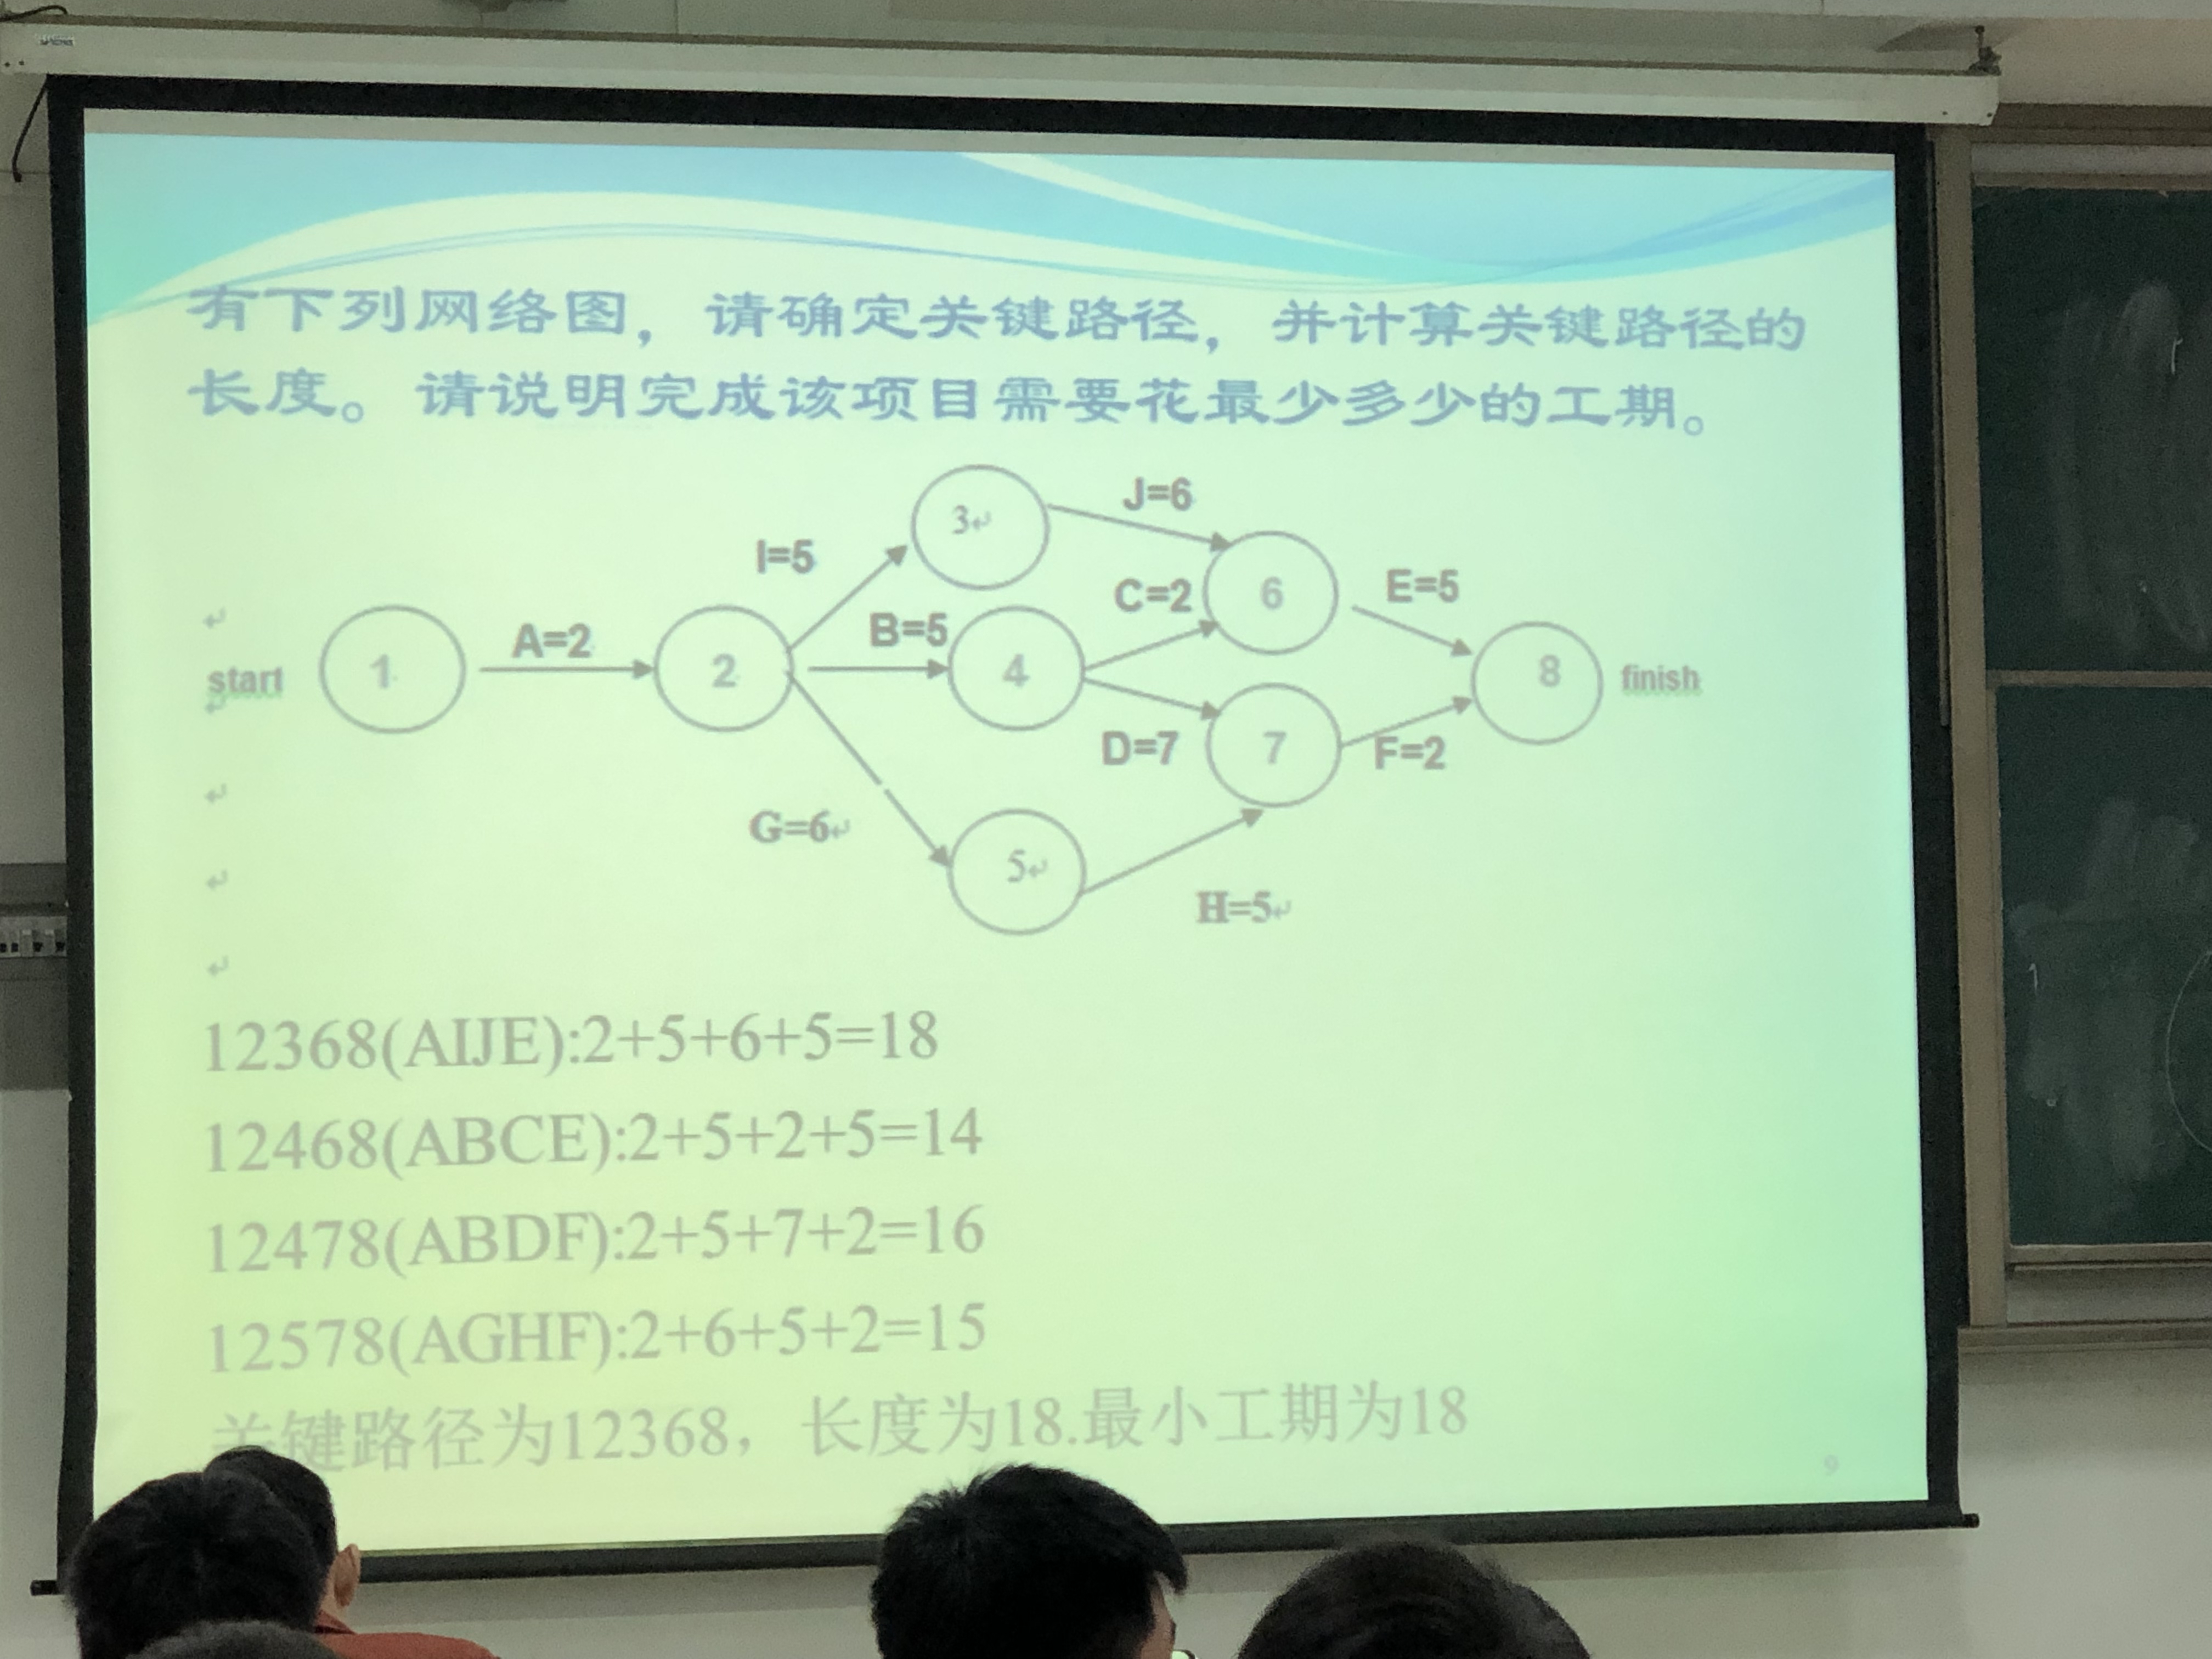 有下列网络图，请确定关键路径，并计算关键路径的
长度。请说明完成该项目需要花最少多少的工期。
3
J=6
I=5
C=2
6
E=5
A=2
B=5
start
1
2
4
8
finish
D=7
7
F=2
G=6
5
H=5
12368(AIJE):2+5+6+5=18
12468(ABCE):2+5+2+5=14
12478(ABDF):2+5+7+2=16
12578(AGHF):2+6+5+2=15
关键路径为12368，长度为18.最小工期为18
9